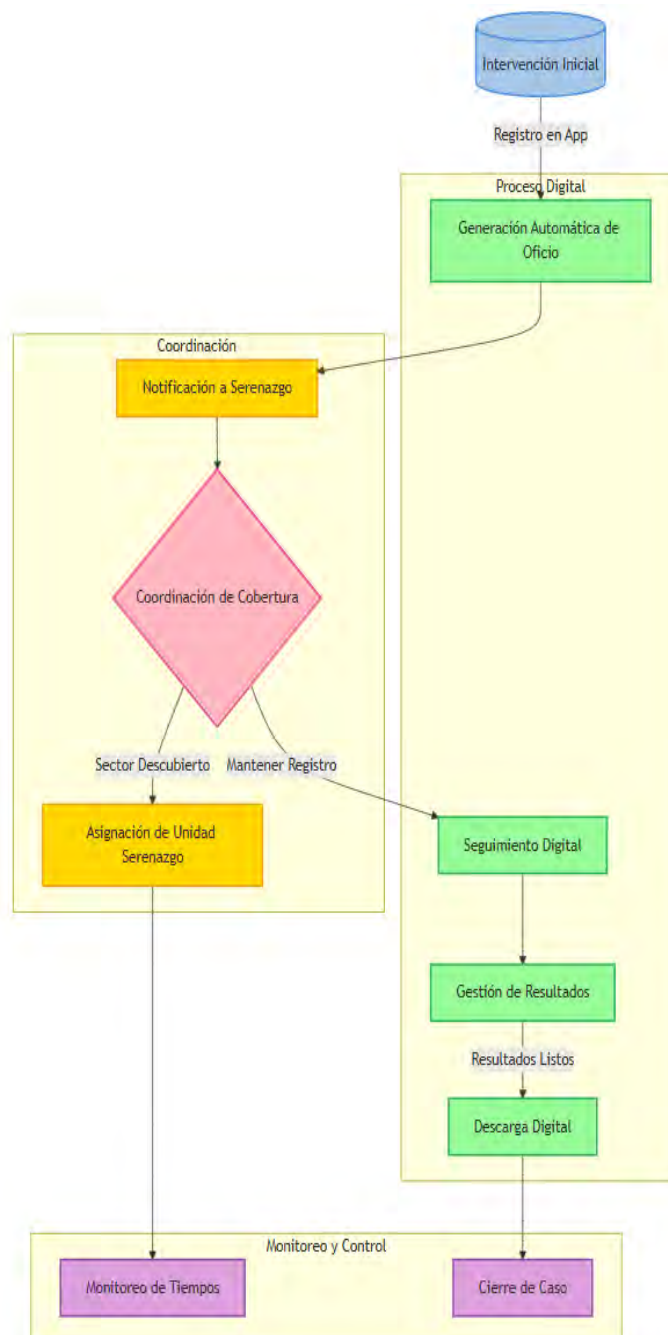 Intervención Inicial
Registro en App
Proceso Digital
Generación Automática de
Oficio
Coordinación
Notificación a Serenazgo
Coordinación de Cobertura
Sector Descubierto
Mantener Registro
Asignación de Unidad
Serenazgo
Seguimiento Digital
Gestión de Resultados
Resultados Listos
Descarga Digital
Monitoreo y Control
Monitoreo de Tiempos
Cierre de Caso